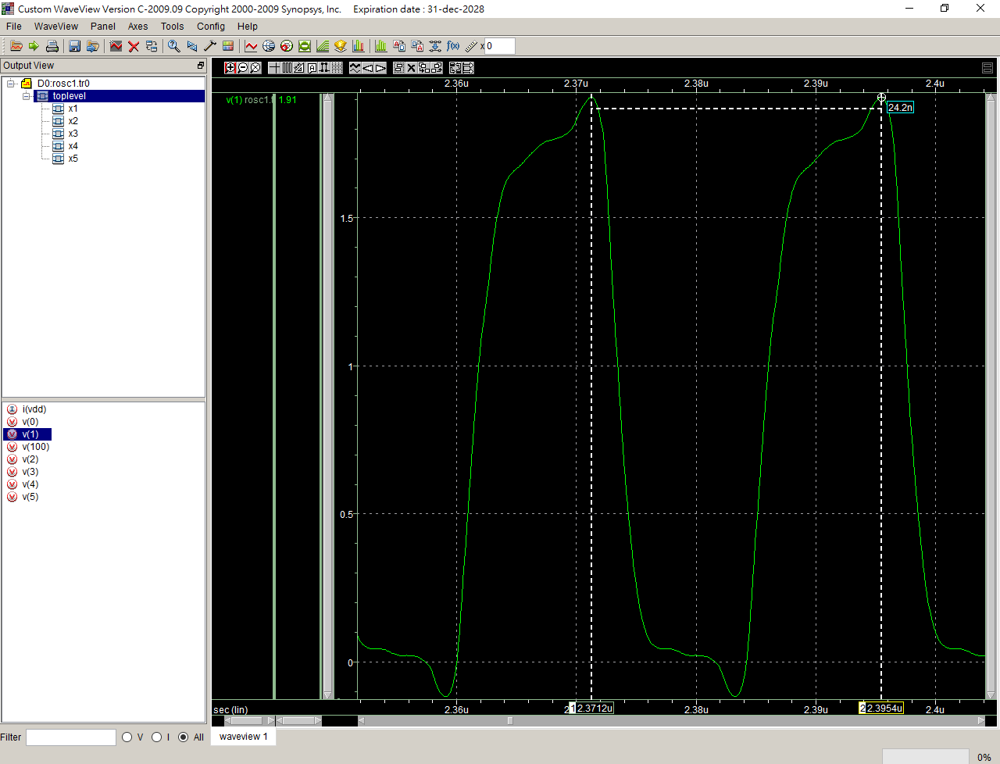 Custom WaveView Version C-2009.09 Copyright 2000-2009 Synopsys, Inc. Expiration date : 31-dec-2028
File WaveView Panel Axes Tools Config Help
x 0
Output View
D0:rosc1.tr0
toplevel
x1
x2
x3
x4
x5
i(vdd)
v(0)
v(1)
v(100)
v(2)
v(3)
v(4)
v(5)
Filter V I All
2.36u 2.37u 2.38u 2.39u 2.4u
v(1) rosc1.t 1.91
24.2n
1.5
1
0.5
0
sec (lin) 2.36u 1 2.3712u 2.38u 2.39u 2 2.3954u 2.4u
waveview 1
0%